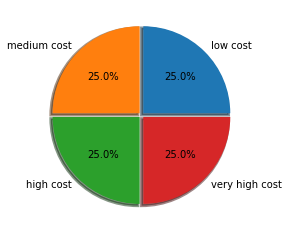 medium cost
low cost
25.0%
25.0%
25.0%
25.0%
high cost
very high cost